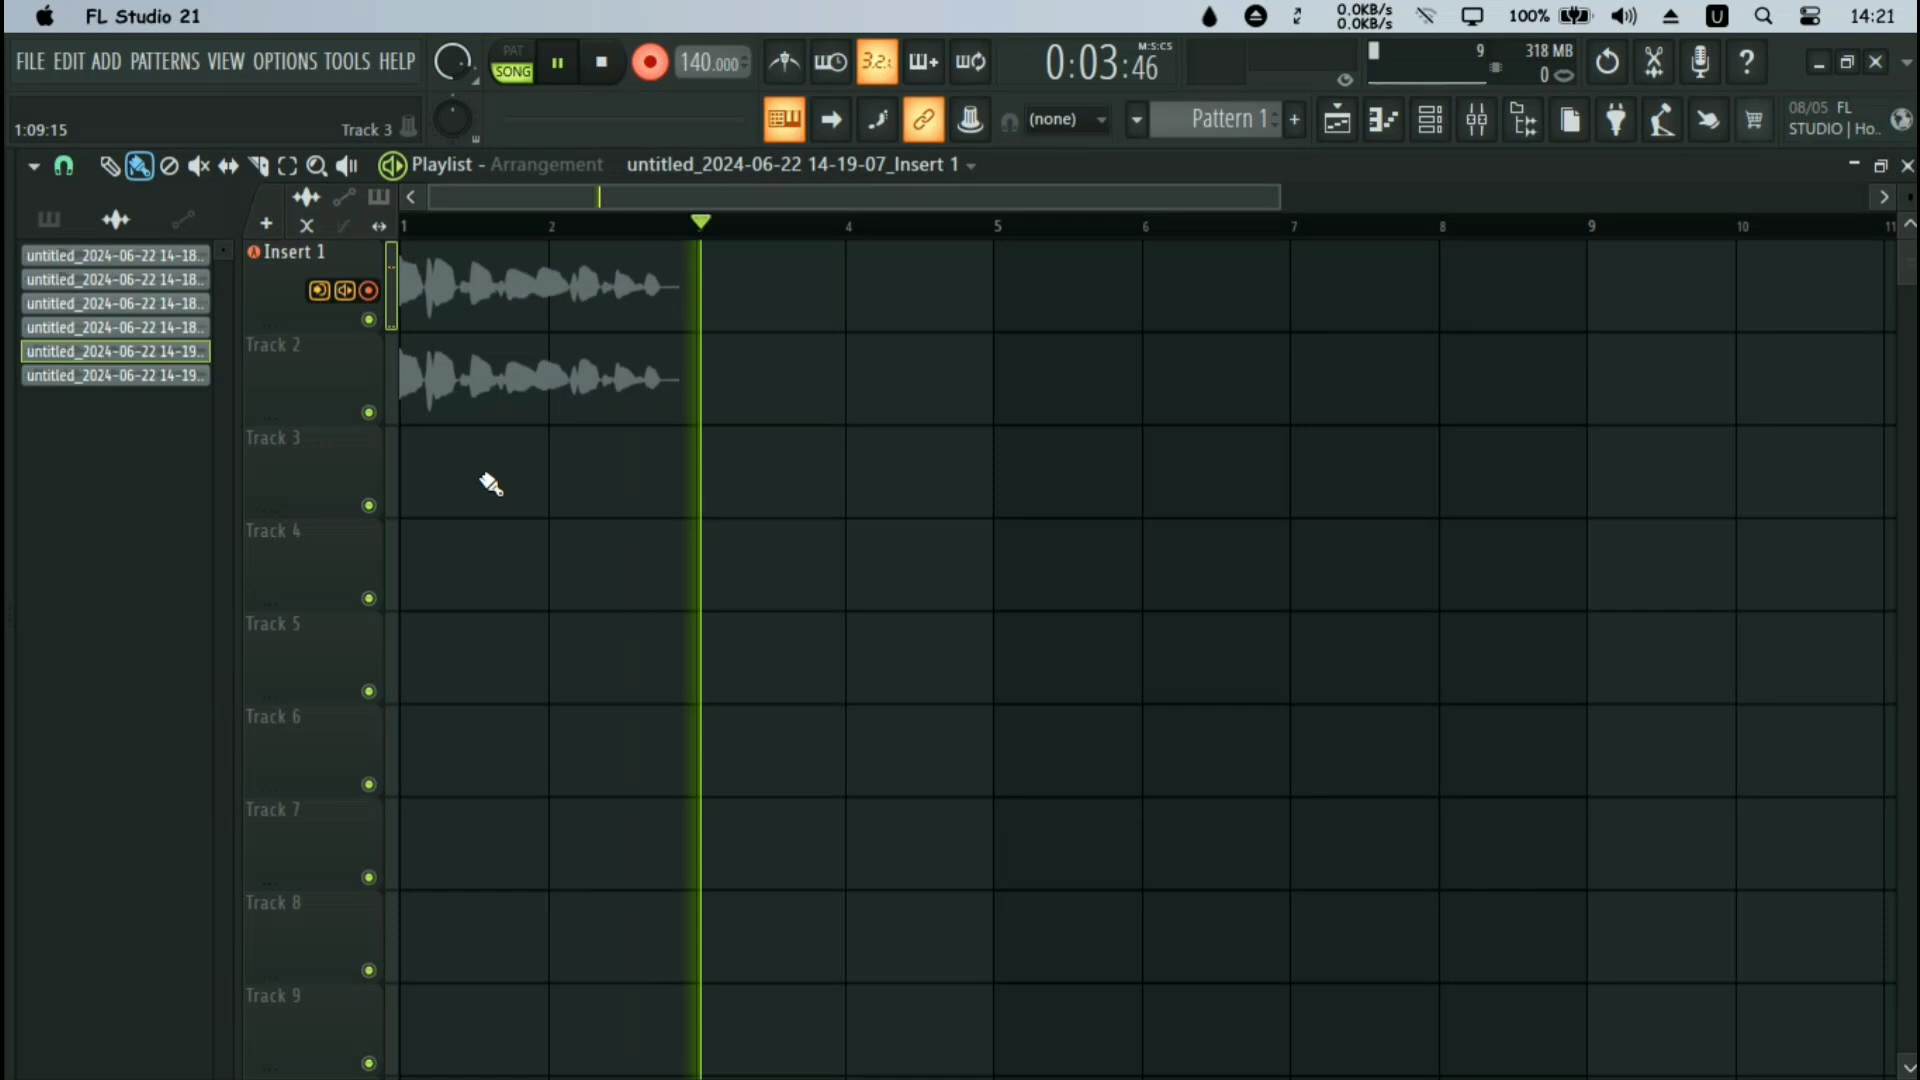 FL Studio 21
0.0KB/s
0.0KB/s
100%
U
14:21
FILE EDIT ADD PATTERNS VIEW OPTIONS TOOLS HELP
PAT
SONG
140.000
3.2.1
0:03:46
M:S:CS
9
318 MB
0
?
1:09:15
Track 3
(none)
Pattern 1
+
08/05 FL
STUDIO | Ho..
Playlist - Arrangement
untitled_2024-06-22 14-19-07_Insert 1
1 2 4 5 6 7 8 9 10 11
untitled_2024-06-22 14-18..
untitled_2024-06-22 14-18..
untitled_2024-06-22 14-18..
untitled_2024-06-22 14-18..
untitled_2024-06-22 14-19..
untitled_2024-06-22 14-19..
Insert 1
Track 2
Track 3
Track 4
Track 5
Track 6
Track 7
Track 8
Track 9